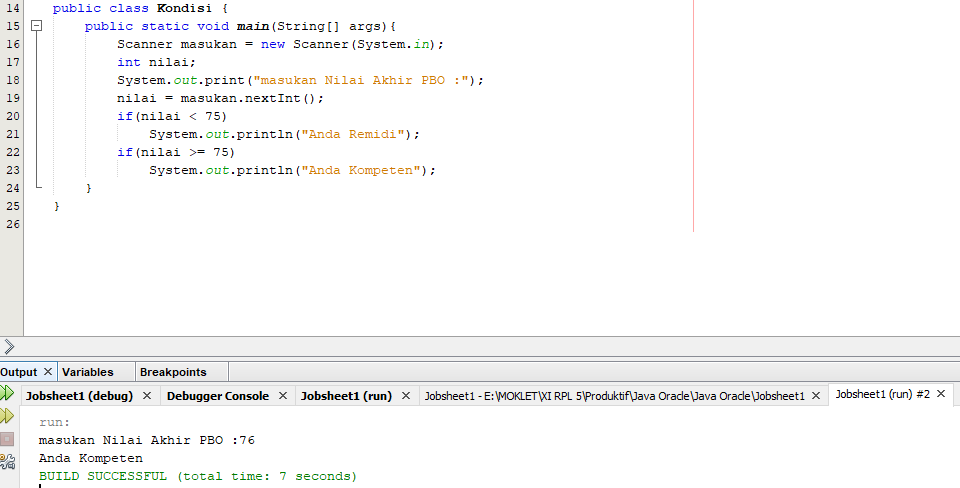 14 public class Kondisi {
15 public static void main(String[] args){
16 Scanner masukan = new Scanner(System.in);
17 int nilai;
18 System.out.print("masukan Nilai Akhir PBO :");
19 nilai = masukan.nextInt();
20 if(nilai < 75)
21 System.out.println("Anda Remidi");
22 if(nilai >= 75)
23 System.out.println("Anda Kompeten");
24 }
25 }
26
Output Variables Breakpoints
Jobsheet1 (debug) Debugger Console Jobsheet1 (run) Jobsheet1 - E:\MOKLET\XI RPL 5\Produktif\Java Oracle\Java Oracle\Jobsheet1 Jobsheet1 (run) #2
run:
masukan Nilai Akhir PBO :76
Anda Kompeten
BUILD SUCCESSFUL (total time: 7 seconds)